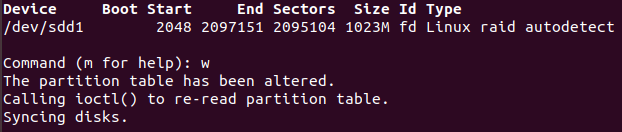 Device     Boot Start     End Sectors  Size Id Type
/dev/sdd1        2048 2097151 2095104 1023M fd Linux raid autodetect

Command (m for help): w
The partition table has been altered.
Calling ioctl() to re-read partition table.
Syncing disks.